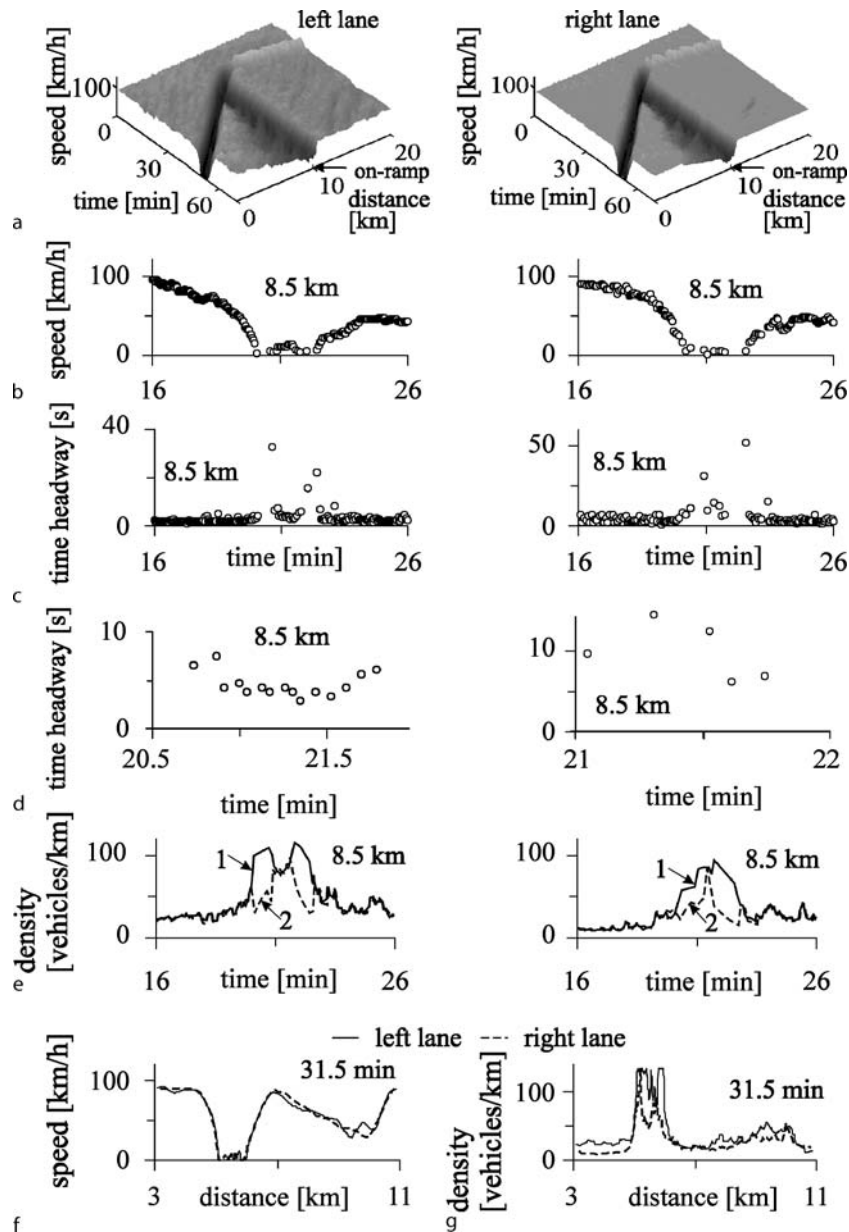 left lane
right lane
speed [km/h]
100
0
30
60
time [min]
0
10
20
on-ramp
distance
[km]
speed [km/h]
100
0
30
60
time [min]
0
10
20
on-ramp
distance
[km]
a
speed [km/h]
100
0
8.5 km
16
26
100
0
speed [km/h]
8.5 km
16
26
b
time headway [s]
40
20
0
8.5 km
16
time [min]
26
50
0
8.5 km
16
time [min]
26
c
time headway [s]
10
0
8.5 km
20.5
21.5
time [min]
10
0
8.5 km
21
22
time [min]
d
density
[vehicles/km]
100
0
1
2
8.5 km
16
time [min]
26
100
0
1
2
8.5 km
16
time [min]
26
e
left lane
right lane
speed [km/h]
100
0
31.5 min
3
distance [km]
11
f
density
[vehicles/km]
100
0
31.5 min
3
distance [km]
11
g